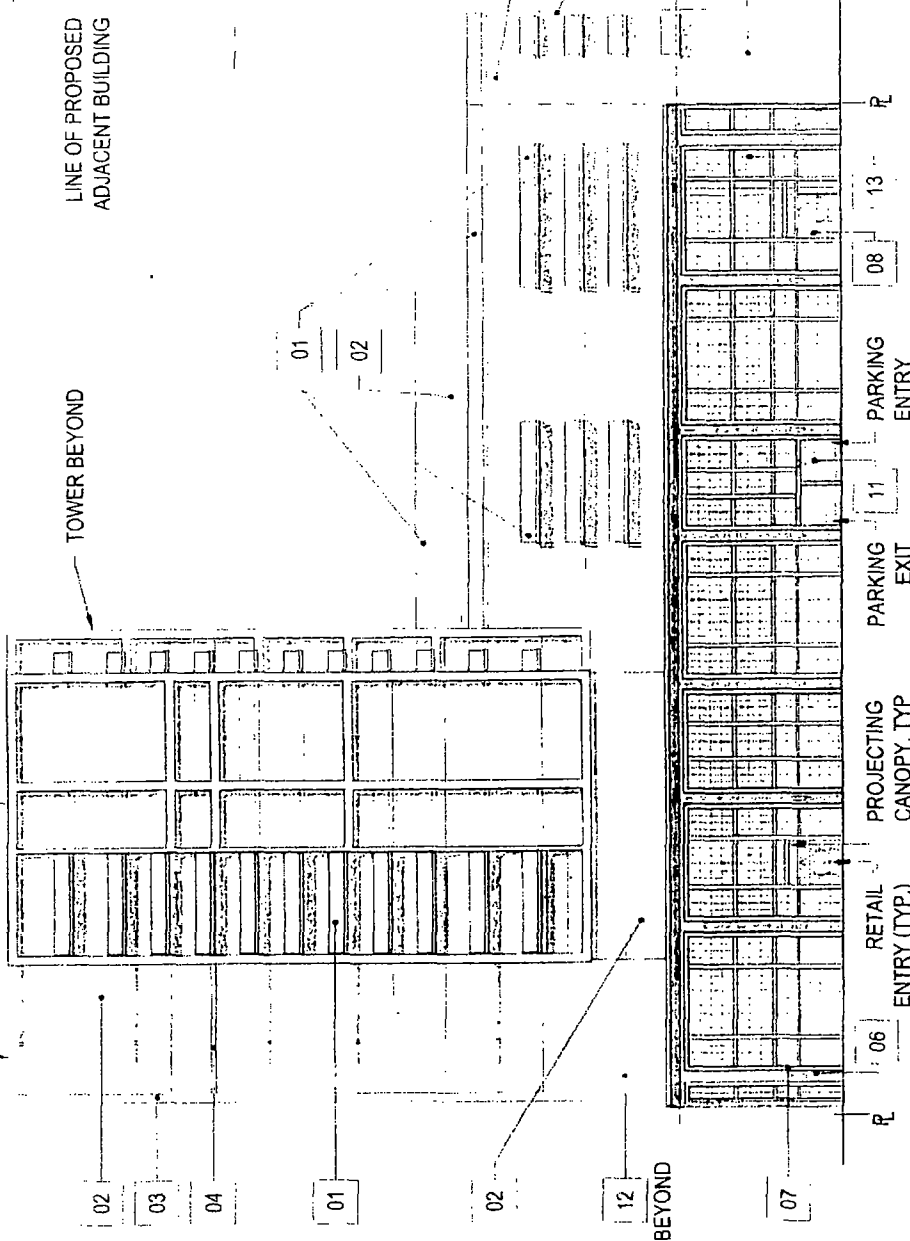 LINE OF PROPOSED
ADJACENT BUILDING
TOWER BEYOND
01
02
02
03
04
01
02
12
BEYOND
07
PL
06
RETAIL
ENTRY (TYP.)
PROJECTING
CANOPY, TYP
PARKING
EXIT
11
PARKING
ENTRY
08
13
PL